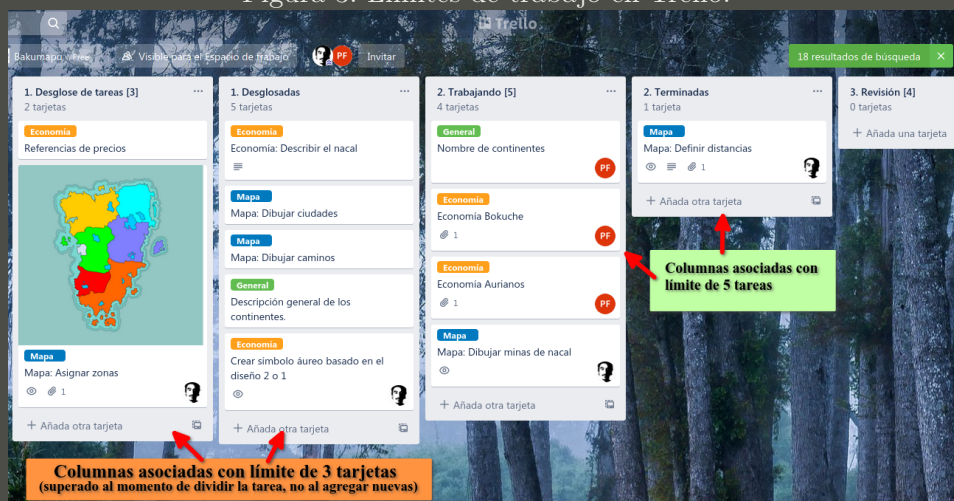 Figura 3: Límites de trabajo en Trello.
Trello
Bakumapu
Free
Visible para el Espacio de trabajo
PF
Invitar
18 resultados de búsqueda
1. Desglose de tareas [3]
2 tarjetas
Economía
Referencias de precios
Mapa
Mapa: Asignar zonas
1
+ Añada otra tarjeta
1. Desglosadas
5 tarjetas
Economía
Economía: Describir el nacal
Mapa
Mapa: Dibujar ciudades
Mapa
Mapa: Dibujar caminos
General
Descripción general de los
continentes.
Economía
Crear símbolo áureo basado en el
diseño 2 o 1
+ Añada otra tarjeta
2. Trabajando [5]
4 tarjetas
General
Nombre de continentes
PF
Economía
Economía Bokuche
1
PF
Economía
Economía Aurianos
1
PF
Mapa
Mapa: Dibujar minas de nacal
+ Añada otra tarjeta
2. Terminadas
1 tarjeta
Mapa
Mapa: Definir distancias
1
+ Añada otra tarjeta
3. Revisión [4]
0 tarjetas
+ Añada una tarjeta
Columnas asociadas con
límite de 5 tareas
Columnas asociadas con límite de 3 tarjetas
(superado al momento de dividir la tarea, no al agregar nuevas)